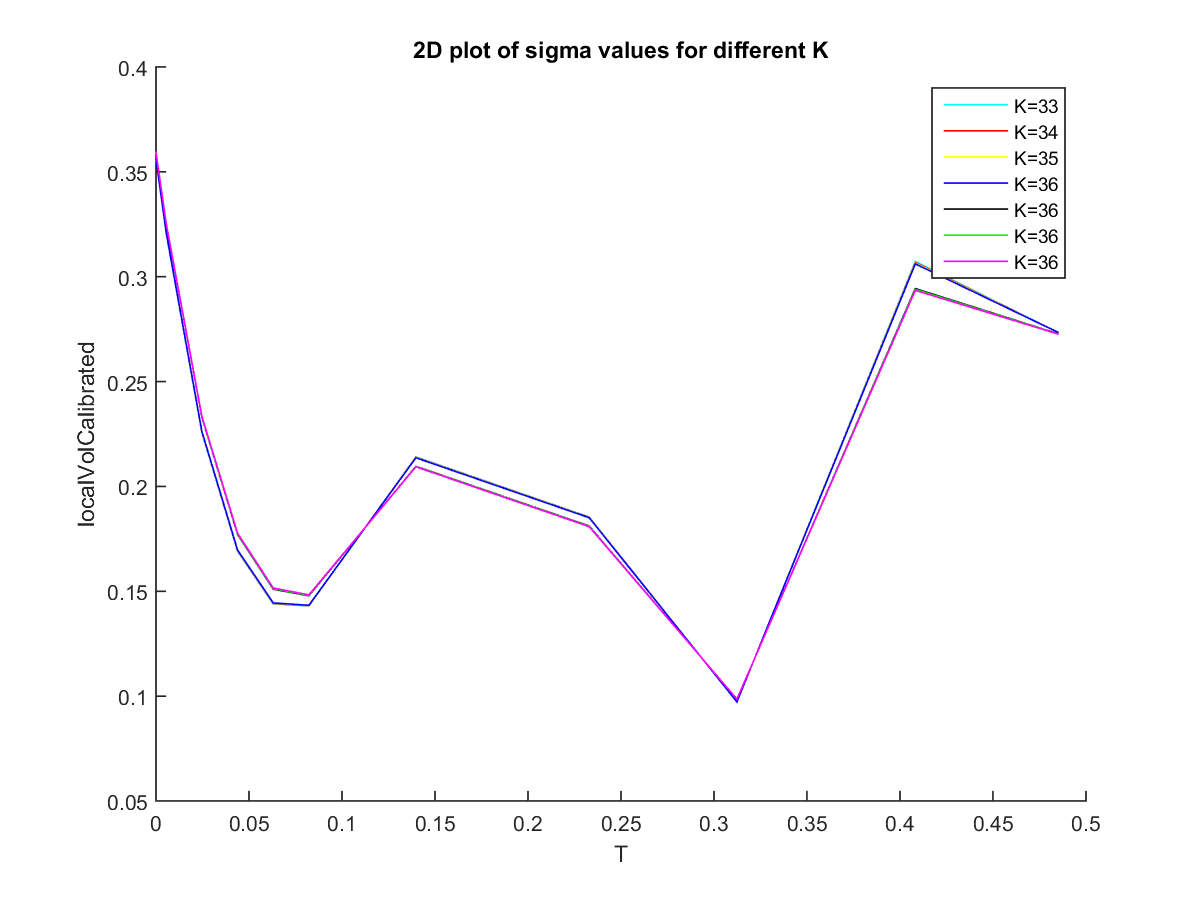 2D plot of sigma values for different K
0.4
0.35
0.3
0.25
0.2
0.15
0.1
0.05
localVolCalibrated
K=33
K=34
K=35
K=36
K=36
K=36
K=36
0 0.05 0.1 0.15 0.2 0.25 0.3 0.35 0.4 0.45 0.5
T